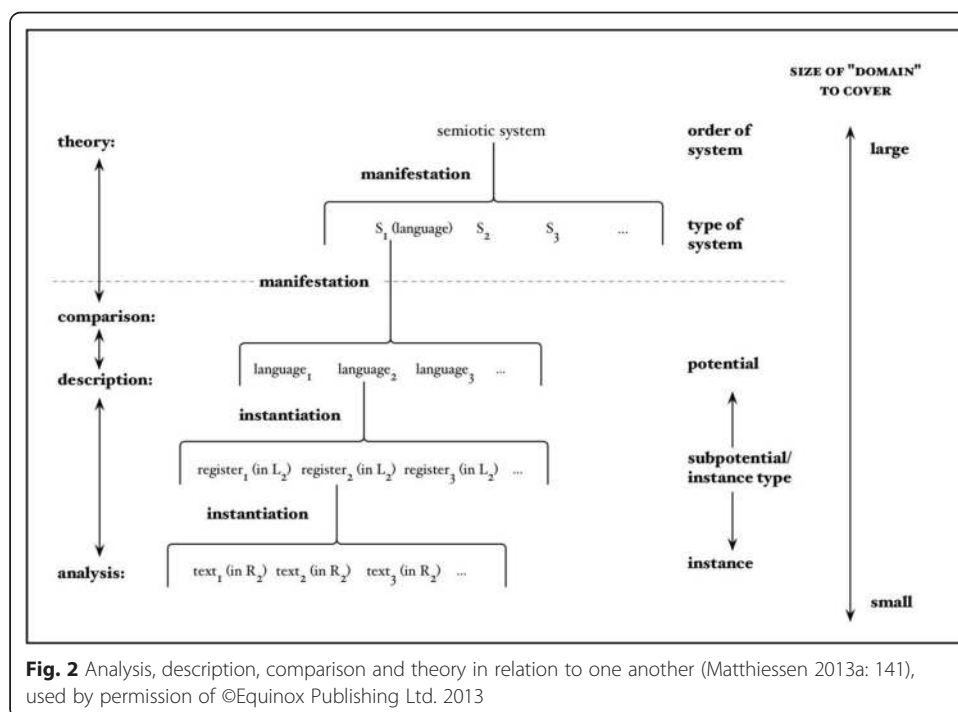 SIZE OF "DOMAIN"
TO COVER
theory:
semiotic system
order of
system
large
manifestation
S₁ (language) S₂ S₃ ...
type of
system
manifestation
comparison:
description:
language₁ language₂ language₃ ...
potential
instantiation
register₁ (in L₂) register₂ (in L₂) register₃ (in L₂) ...
subpotential/
instance type
instantiation
analysis:
text₁ (in R₂) text₂ (in R₂) text₃ (in R₂) ...
instance
small
Fig. 2 Analysis, description, comparison and theory in relation to one another (Matthiessen 2013a: 141),
used by permission of ©Equinox Publishing Ltd. 2013